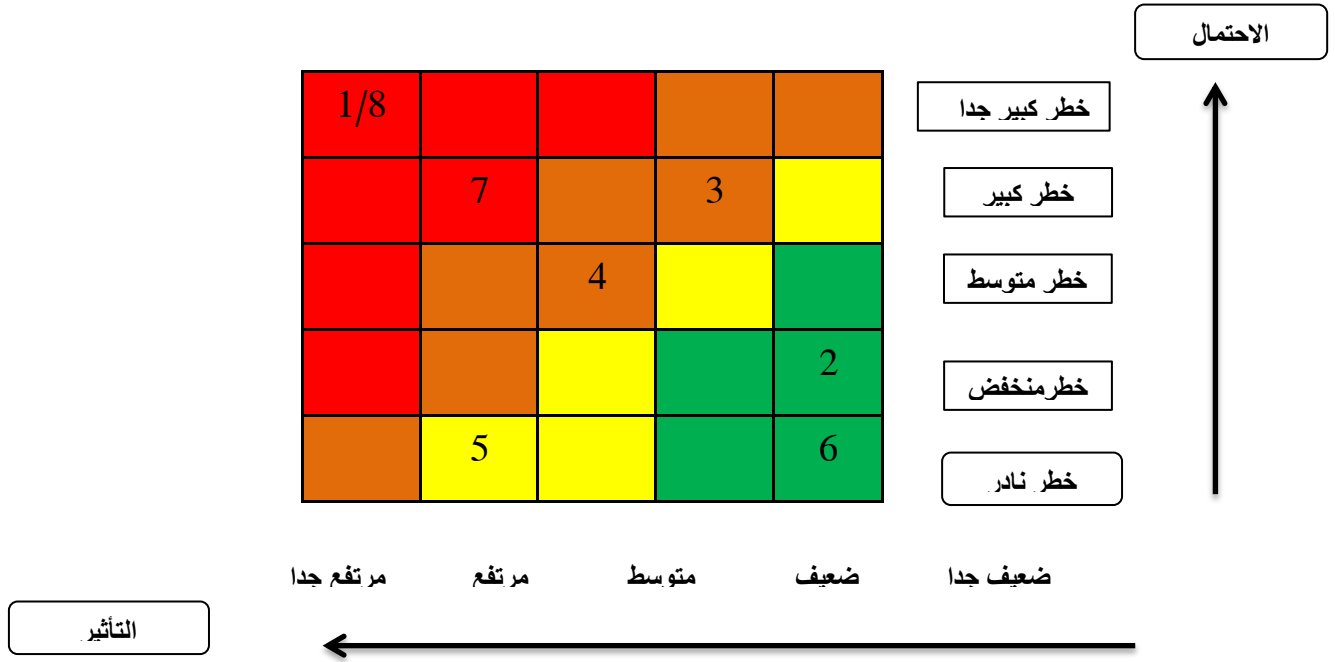 الاحتمال
خطر كبير جدا
1/8
خطر كبير
3
7
خطر متوسط
4
خطرمنخفض
2
خطر نادر
6
5
ضعيف جدا
ضعيف
متوسط
مرتفع
مرتفع جدا
التأثير